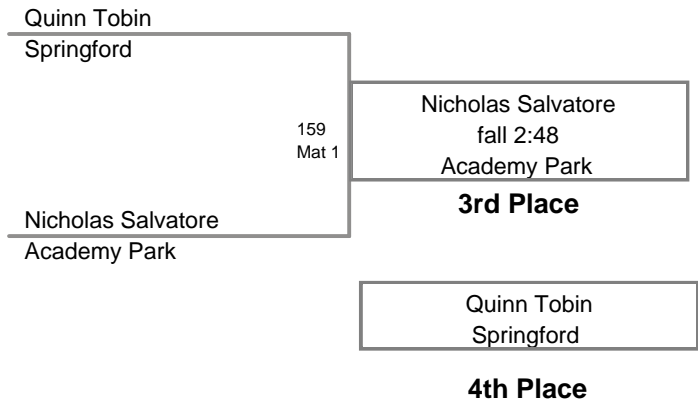 Quinn Tobin
Springford
159
Mat 1
Nicholas Salvatore
fall 2:48
Academy Park
3rd Place
Nicholas Salvatore
Academy Park
Quinn Tobin
Springford
4th Place